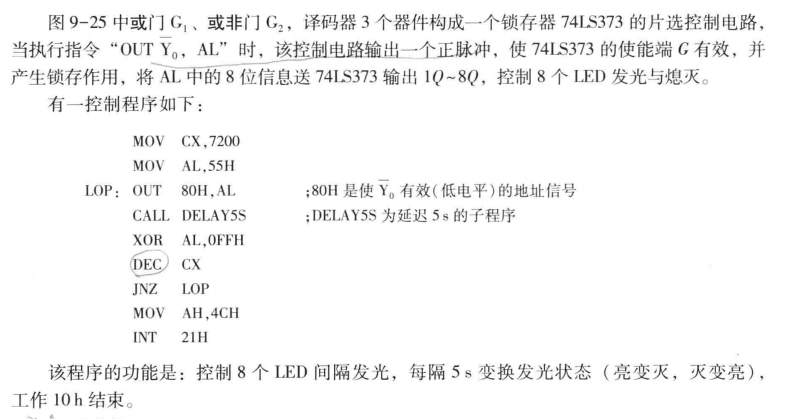 图 9-25 中或门 G₁、或非门 G₂，译码器 3 个器件构成一个锁存器 74LS373 的片选控制电路，
当执行指令“OUT Y̅₀，AL”时，该控制电路输出一个正脉冲，使 74LS373 的使能端 G 有效，并
产生锁存作用，将 AL 中的 8 位信息送 74LS373 输出 1Q~8Q，控制 8 个 LED 发光与熄灭。
有一控制程序如下：
MOV CX,7200
MOV AL,55H
LOP： OUT 80H,AL ;80H 是使 Y̅₀ 有效（低电平）的地址信号
CALL DELAY5S ;DELAY5S 为延迟 5 s 的子程序
XOR AL,0FFH
DEC CX
JNZ LOP
MOV AH,4CH
INT 21H
该程序的功能是：控制 8 个 LED 间隔发光，每隔 5 s 变换发光状态（亮变灭，灭变亮），
工作 10 h 结束。